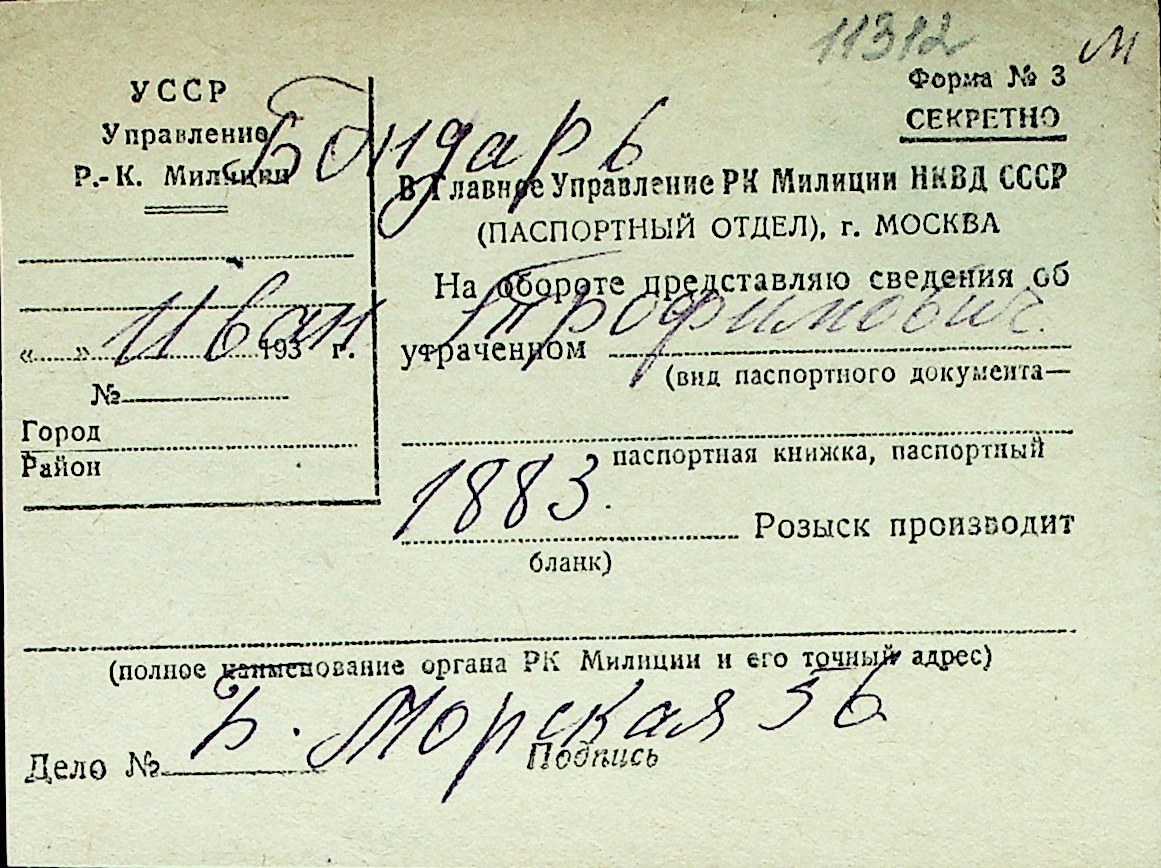 11312
М
УССР
Управление
Р.-К. Милиции
Форма № 3
СЕКРЕТНО
Бондарь
В Главное Управление РК Милиции НКВД СССР
(ПАСПОРТНЫЙ ОТДЕЛ), г. МОСКВА
На обороте представляю сведения об
Иван Трофимович.
« » 193 г.
утраченном
(вид паспортного документа—
№
Город
Район
паспортная книжка, паспортный
1883.
Розыск производит
бланк)
(полное наименование органа РК Милиции и его точный адрес)
Б. Морская 56
Дело №
Подпись